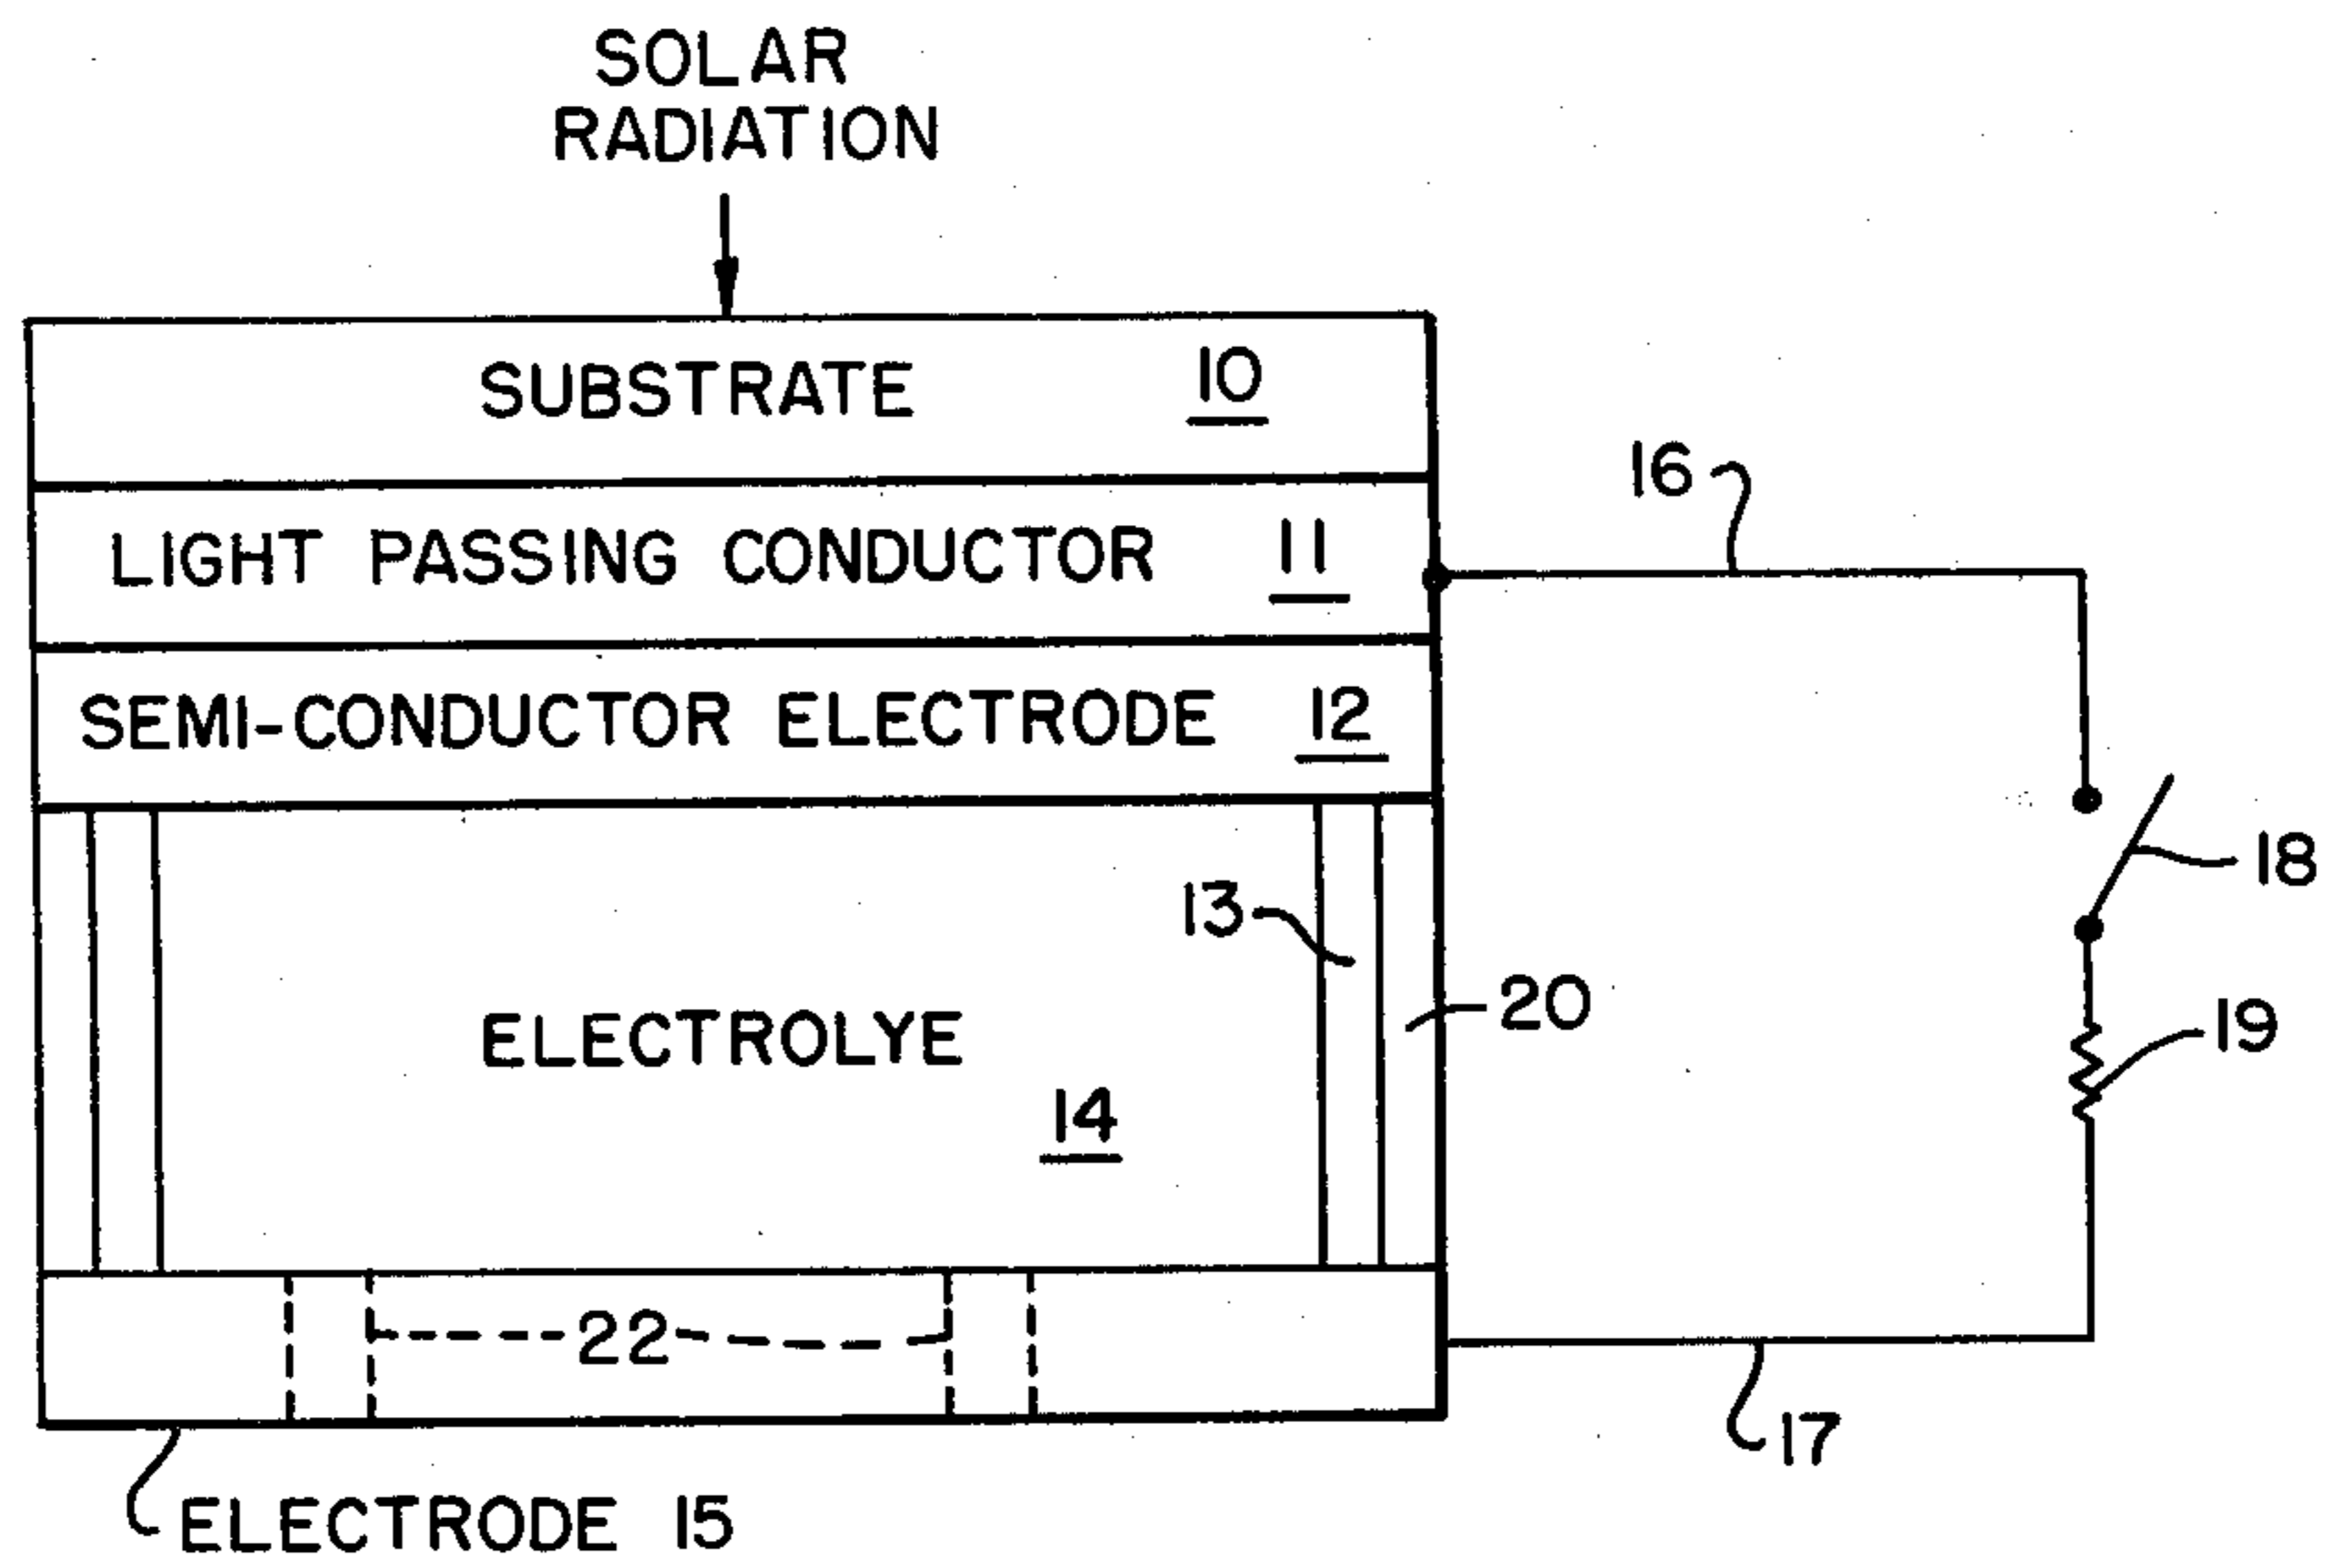 SOLAR
RADIATION
SUBSTRATE 10
16
LIGHT PASSING CONDUCTOR 11
SEMI-CONDUCTOR ELECTRODE 12
18
13
20
19
ELECTROLYE
14
22
17
ELECTRODE 15